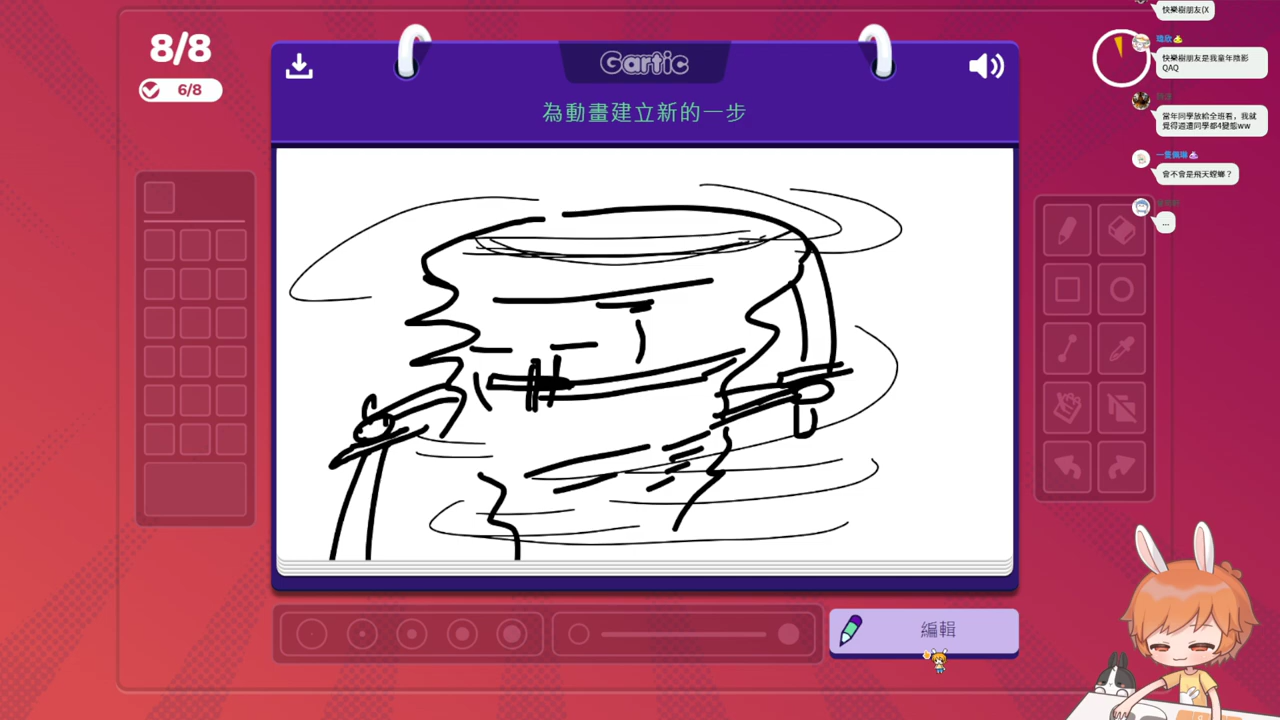 8/8
6/8
Gartic
為動畫建立新的一步
編輯
快樂樹朋友(X
快樂樹朋友是我童年陰影
QAQ
當年同學放給全班看，我就
覺得週遭同學都4變態ww
會不會是飛天螳螂？
...